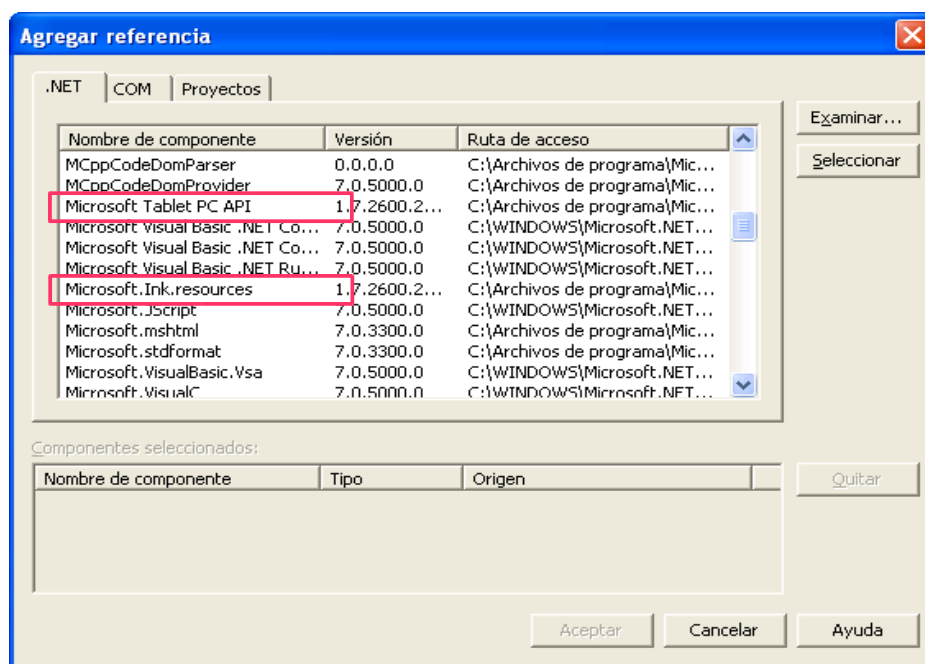 Agregar referencia
.NET COM Proyectos
Examinar...
Nombre de componente Versión Ruta de acceso
Seleccionar
MCppCodeDomParser 0.0.0.0 C:\Archivos de programa\Mic...
MCppCodeDomProvider 7.0.5000.0 C:\Archivos de programa\Mic...
Microsoft Tablet PC API 1.7.2600.2... C:\Archivos de programa\Mic...
Microsoft Visual Basic .NET Co... 7.0.5000.0 C:\WINDOWS\Microsoft.NET...
Microsoft Visual Basic .NET Co... 7.0.5000.0 C:\WINDOWS\Microsoft.NET...
Microsoft Visual Basic .NET Ru... 7.0.5000.0 C:\WINDOWS\Microsoft.NET...
Microsoft.Ink.resources 1.7.2600.2... C:\Archivos de programa\Mic...
Microsoft.JScript 7.0.5000.0 C:\WINDOWS\Microsoft.NET...
Microsoft.mshtml 7.0.3300.0 C:\Archivos de programa\Mic...
Microsoft.stdformat 7.0.3300.0 C:\Archivos de programa\Mic...
Microsoft.VisualBasic.Vsa 7.0.5000.0 C:\WINDOWS\Microsoft.NET...
Microsoft.VisualC 7.0.5000.0 C:\WINDOWS\Microsoft.NET...
Componentes seleccionados:
Nombre de componente Tipo Origen
Quitar
Aceptar Cancelar Ayuda